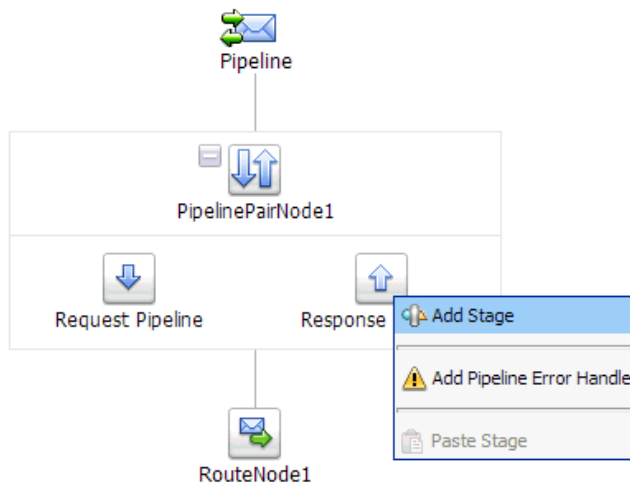 Pipeline
PipelinePairNode1
Request Pipeline
Response
Add Stage
Add Pipeline Error Handle
Paste Stage
RouteNode1